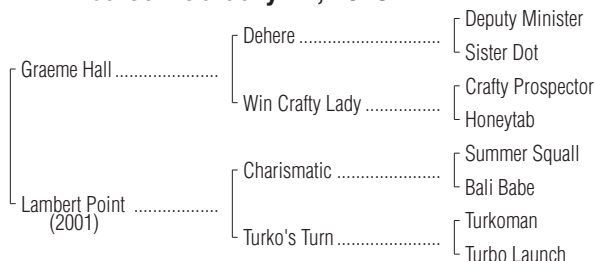 Deputy Minister
Dehere
Sister Dot
Graeme Hall
Crafty Prospector
Win Crafty Lady
Honeytab
Summer Squall
Charismatic
Bali Babe
Lambert Point
(2001)
Turkoman
Turko's Turn
Turbo Launch